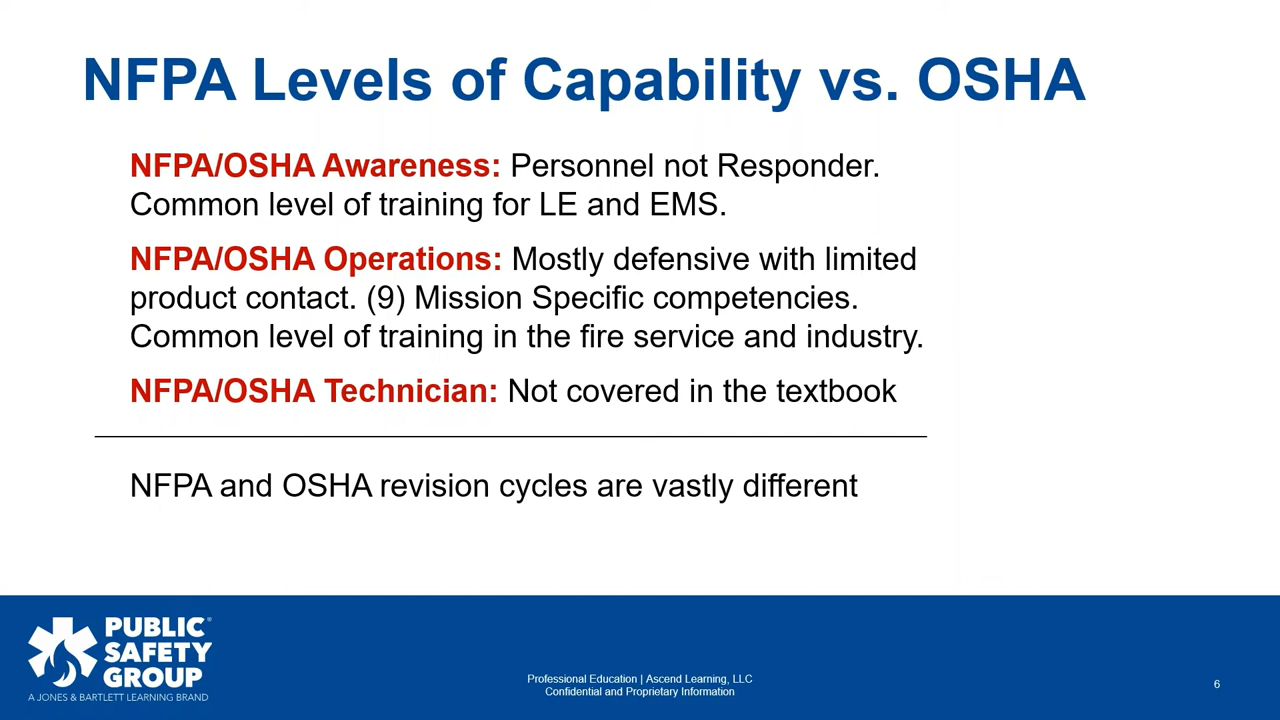 NFPA Levels of Capability vs. OSHA
NFPA/OSHA Awareness: Personnel not Responder.
Common level of training for LE and EMS.
NFPA/OSHA Operations: Mostly defensive with limited
product contact. (9) Mission Specific competencies.
Common level of training in the fire service and industry.
NFPA/OSHA Technician: Not covered in the textbook
NFPA and OSHA revision cycles are vastly different
PUBLIC
SAFETY
GROUP
®
A JONES & BARTLETT LEARNING BRAND
Professional Education | Ascend Learning, LLC
Confidential and Proprietary Information
6